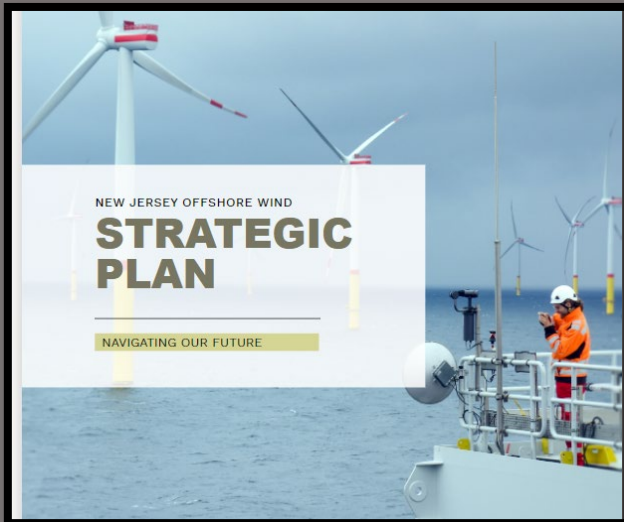 NEW JERSEY OFFSHORE WIND
STRATEGIC
PLAN
NAVIGATING OUR FUTURE